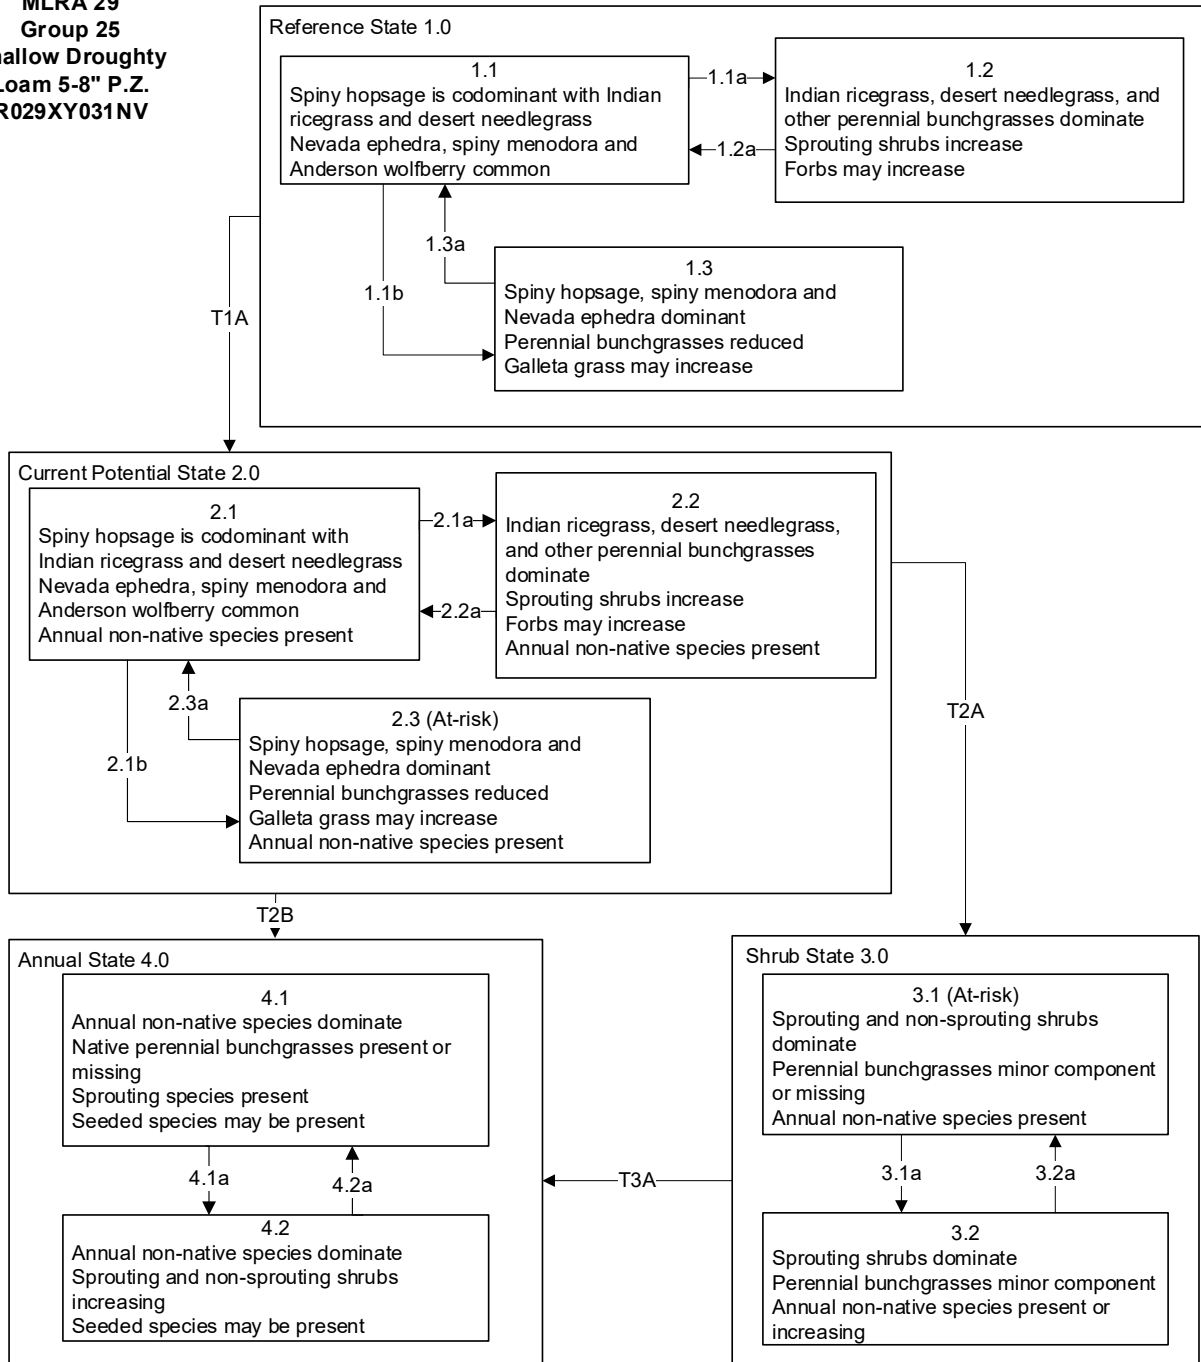 MLRA 29
Group 25
Droughty
Loam 5-8" P.Z.
R029XY031NV
Reference State 1.0
1.1
Spiny hopsage is codominant with Indian
ricegrass and desert needlegrass
Nevada ephedra, spiny menodora and
Anderson wolfberry common
1.1a
1.2a
1.2
Indian ricegrass, desert needlegrass, and
other perennial bunchgrasses dominate
Sprouting shrubs increase
Forbs may increase
1.1b
1.3a
1.3
Spiny hopsage, spiny menodora and
Nevada ephedra dominant
Perennial bunchgrasses reduced
Galleta grass may increase
T1A
Current Potential State 2.0
2.1
Spiny hopsage is codominant with
Indian ricegrass and desert needlegrass
Nevada ephedra, spiny menodora and
Anderson wolfberry common
Annual non-native species present
2.1a
2.2a
2.2
Indian ricegrass, desert needlegrass,
and other perennial bunchgrasses
dominate
Sprouting shrubs increase
Forbs may increase
Annual non-native species present
2.1b
2.3a
2.3 (At-risk)
Spiny hopsage, spiny menodora and
Nevada ephedra dominant
Perennial bunchgrasses reduced
Galleta grass may increase
Annual non-native species present
T2A
T2B
Annual State 4.0
4.1
Annual non-native species dominate
Native perennial bunchgrasses present or
missing
Sprouting species present
Seeded species may be present
4.1a
4.2a
4.2
Annual non-native species dominate
Sprouting and non-sprouting shrubs
increasing
Seeded species may be present
T3A
Shrub State 3.0
3.1 (At-risk)
Sprouting and non-sprouting shrubs
dominate
Perennial bunchgrasses minor component
or missing
Annual non-native species present
3.1a
3.2a
3.2
Sprouting shrubs dominate
Perennial bunchgrasses minor component
Annual non-native species present or
increasing